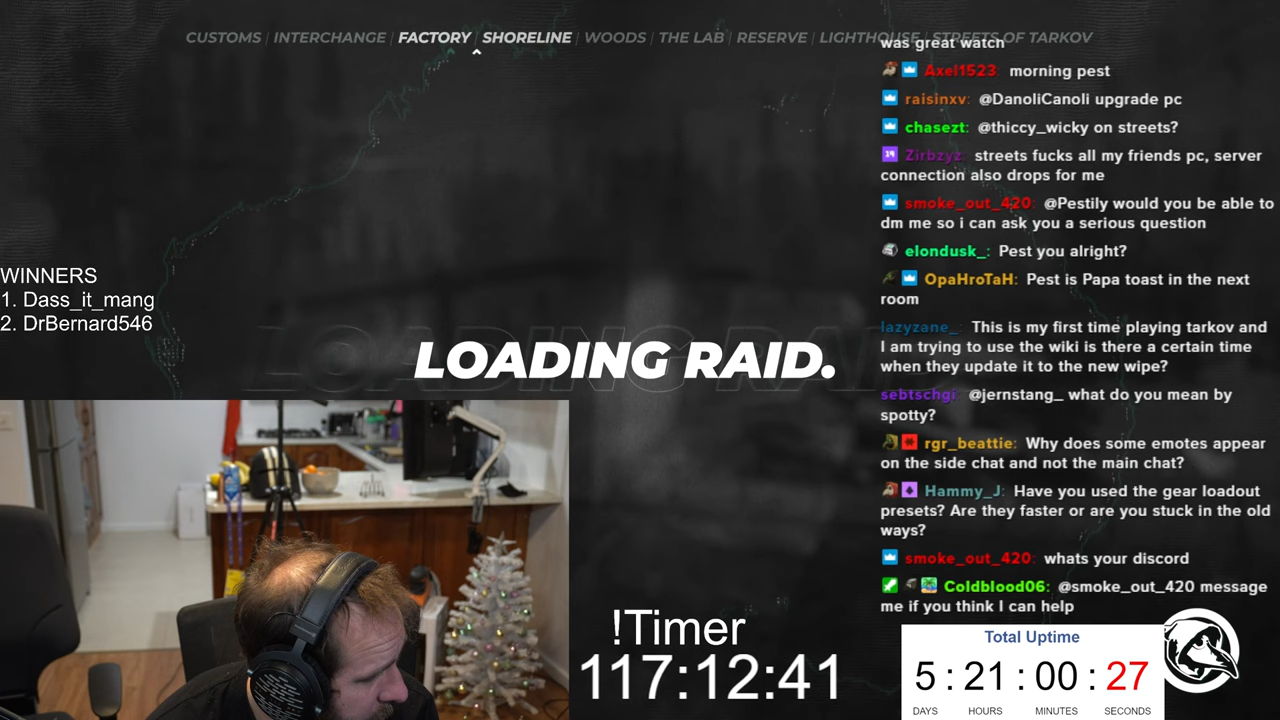 CUSTOMS | INTERCHANGE | FACTORY | SHORELINE | WOODS | THE LAB | RESERVE | LIGHTHOUSE | STREETS OF TARKOV
was great watch
Axel1523: morning pest
raisinxv: @DanoliCanoli upgrade pc
chasezt: @thiccy_wicky on streets?
Zirbzyz: streets fucks all my friends pc, server
connection also drops for me
smoke_out_420: @Pestily would you be able to
dm me so i can ask you a serious question
elondusk_: Pest you alright?
OpaHroTaH: Pest is Papa toast in the next
room
lazyzane_: This is my first time playing tarkov and
I am trying to use the wiki is there a certain time
when they update it to the new wipe?
sebtschgi: @jernstang_ what do you mean by
spotty?
rgr_beattie: Why does some emotes appear
on the side chat and not the main chat?
Hammy_J: Have you used the gear loadout
presets? Are they faster or are you stuck in the old
ways?
smoke_out_420: whats your discord
Coldblood06: @smoke_out_420 message
me if you think I can help
WINNERS
1. Dass_it_mang
2. DrBernard546
LOADING RAID.
!Timer
117:12:41
Total Uptime
5 : 21 : 00 : 27
DAYS HOURS MINUTES SECONDS